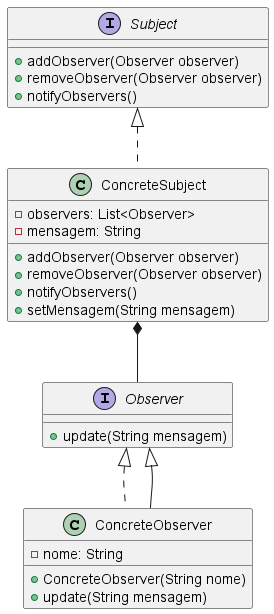 I Subject
addObserver(Observer observer)
removeObserver(Observer observer)
notifyObservers()
C ConcreteSubject
observers: List<Observer>
mensagem: String
addObserver(Observer observer)
removeObserver(Observer observer)
notifyObservers()
setMensagem(String mensagem)
I Observer
update(String mensagem)
C ConcreteObserver
nome: String
ConcreteObserver(String nome)
update(String mensagem)